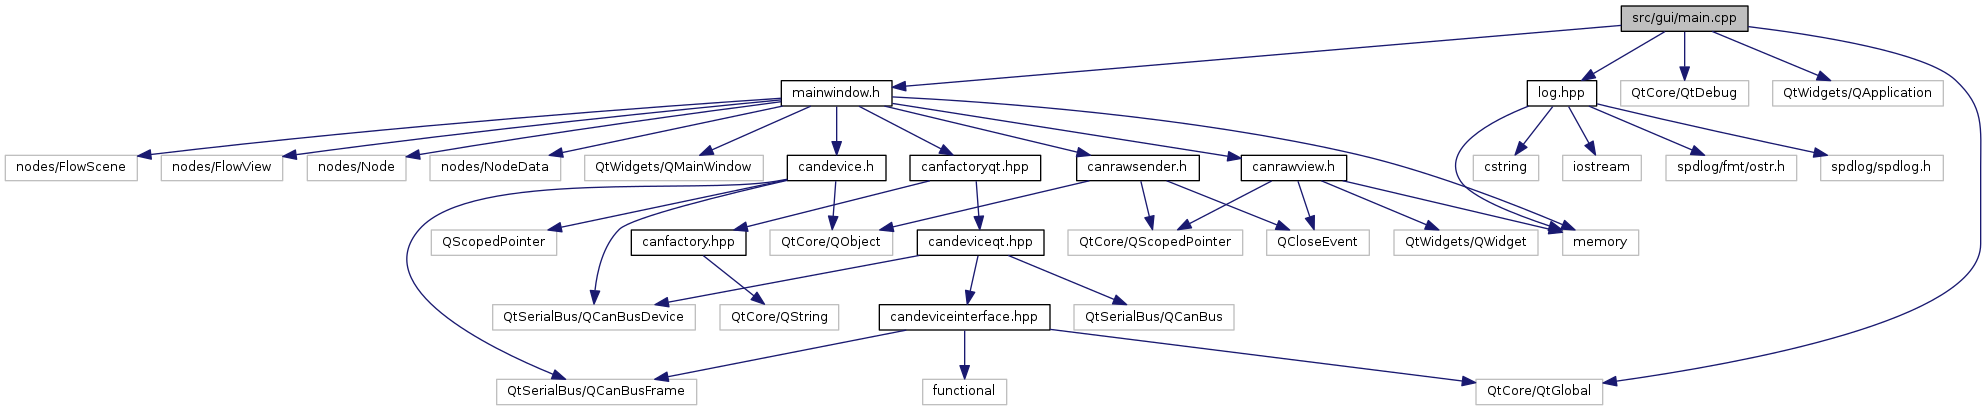 src/gui/main.cpp
mainwindow.h
log.hpp
QtCore/QtDebug
QtWidgets/QApplication
nodes/FlowScene
nodes/FlowView
nodes/Node
nodes/NodeData
QtWidgets/QMainWindow
candevice.h
canfactoryqt.hpp
canrawsender.h
canrawview.h
cstring
iostream
spdlog/fmt/ostr.h
spdlog/spdlog.h
QScopedPointer
canfactory.hpp
QtCore/QObject
candeviceqt.hpp
QtCore/QScopedPointer
QCloseEvent
QtWidgets/QWidget
memory
QtSerialBus/QCanBusDevice
QtCore/QString
candeviceinterface.hpp
QtSerialBus/QCanBus
QtSerialBus/QCanBusFrame
functional
QtCore/QtGlobal